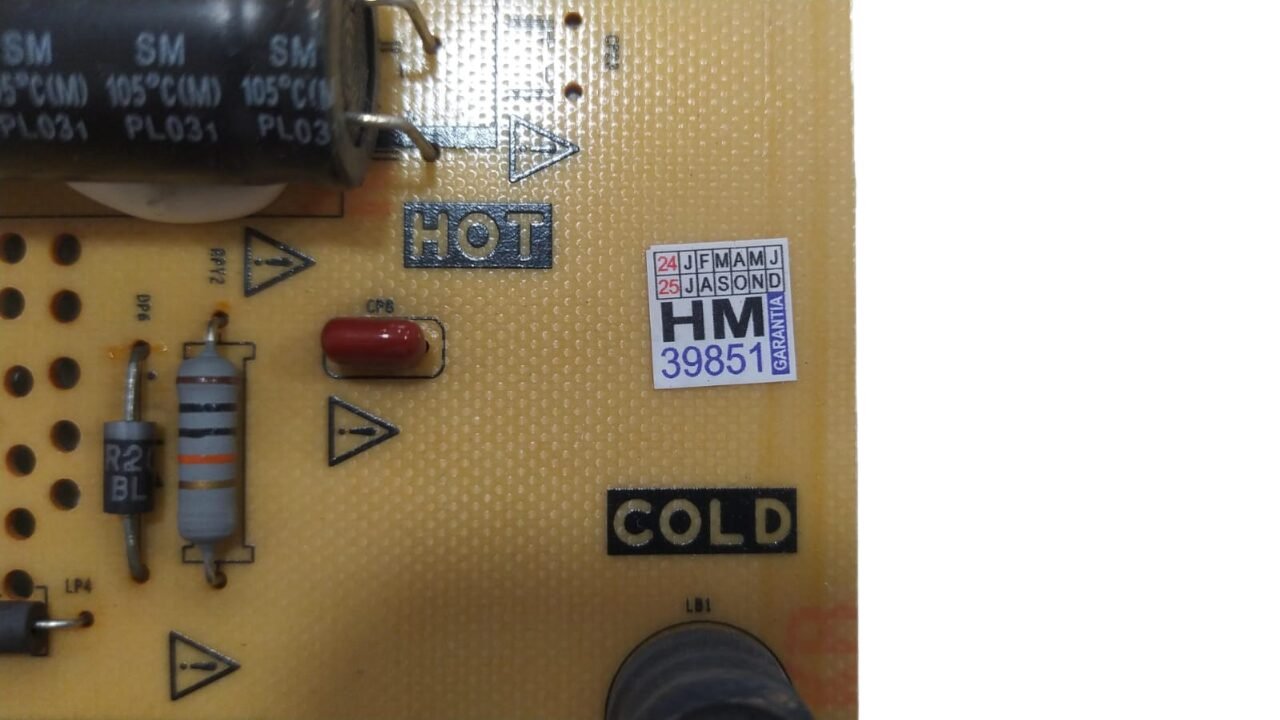 SM SM SM
105°C(M) 105°C(M)
PL031 PL031 PL03
HOT
RPY2
DP6
CP8
24 J F M A M J
25 J A S O N D
HM
39851
GARANTIA
R2
BL
COLD
LP4
LB1